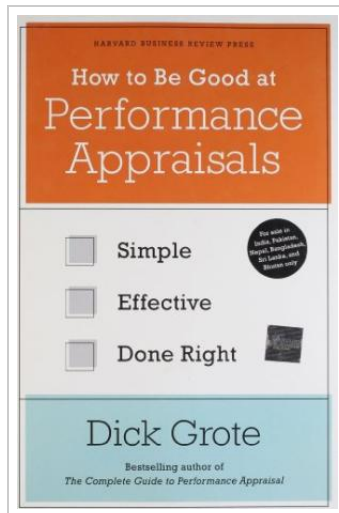 HARVARD BUSINESS REVIEW PRESS
How to Be Good at
Performance
Appraisals
Simple
For sale in
India, Pakistan,
Nepal, Bangladesh,
Sri Lanka, and
Bhutan only
Effective
Done Right
Dick Grote
Bestselling author of
The Complete Guide to Performance Appraisal